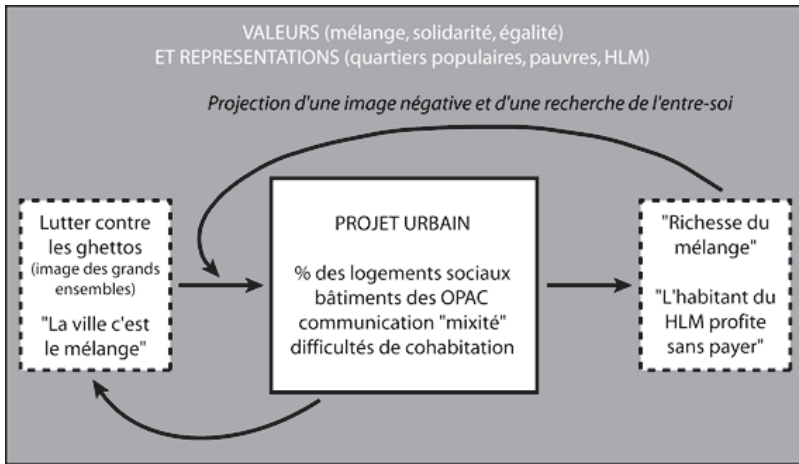 VALEURS (mélange, solidarité, égalité)
ET REPRESENTATIONS (quartiers populaires, pauvres, HLM)
Projection d'une image négative et d'une recherche de l'entre-soi
Lutter contre
les ghettos
(image des grands
ensembles)
"La ville c'est
le mélange"
PROJET URBAIN
% des logements sociaux
bâtiments des OPAC
communication "mixité"
difficultés de cohabitation
"Richesse du
mélange"
"L'habitant du
HLM profite
sans payer"